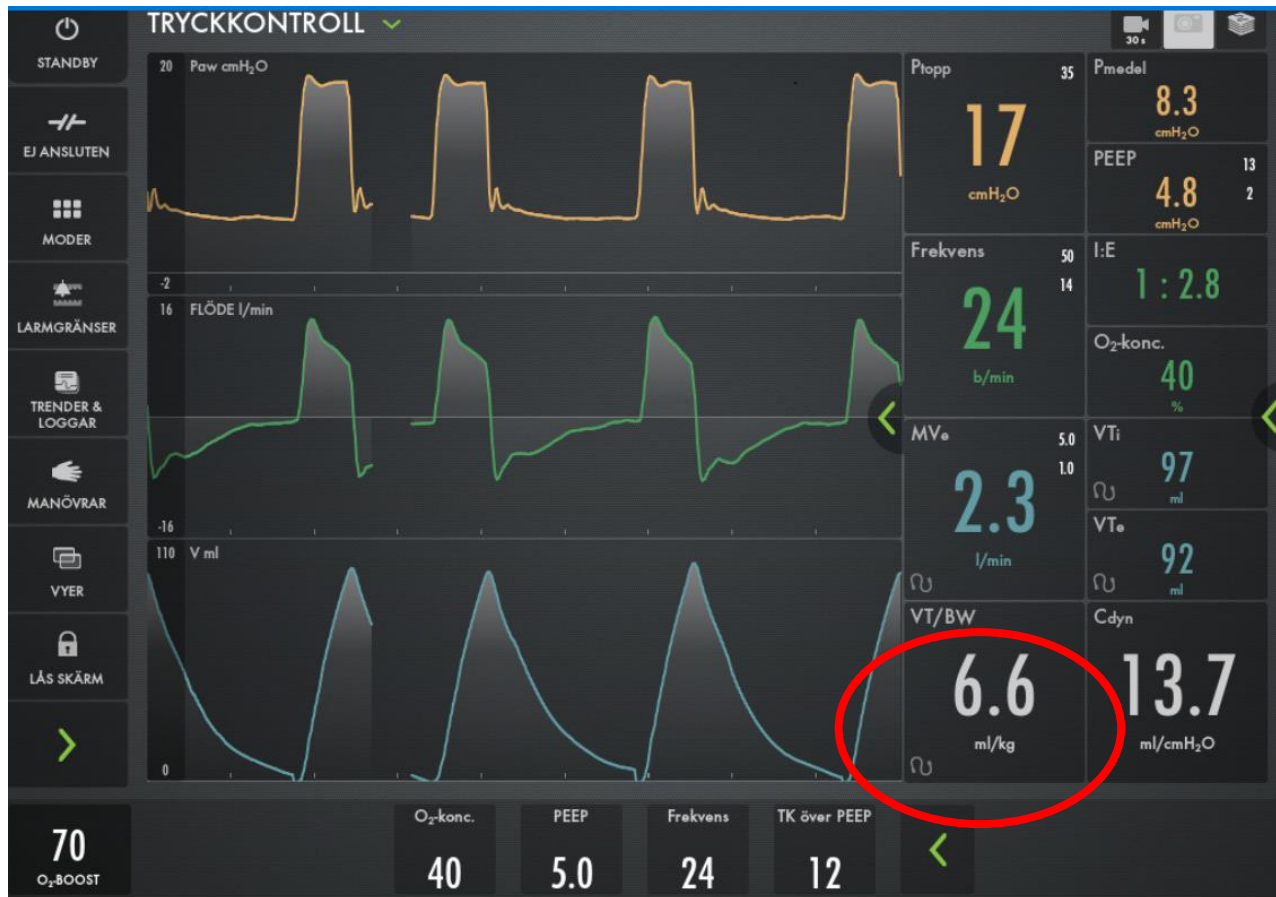 TRYCKKONTROLL
30 s
STANDBY
EJ ANSLUTEN
MODER
LARMGRÄNSER
TRENDER &
LOGGAR
MANÖVRAR
VYER
LÅS SKÄRM
70
O₂-BOOST
20 Paw cmH₂O
-2
16 FLÖDE l/min
-16
110 V ml
0
Ptopp 35
17
cmH₂O
Pmedel
8.3
cmH₂O
PEEP 13
4.8 2
cmH₂O
Frekvens 50
24 14
b/min
I:E
1 : 2.8
O₂-konc.
40
%
MVe 5.0
1.0
2.3
l/min
VTi
97
ml
VTe
92
ml
VT/BW
6.6
ml/kg
Cdyn
13.7
ml/cmH₂O
O₂-konc.
40
PEEP
5.0
Frekvens
24
TK över PEEP
12